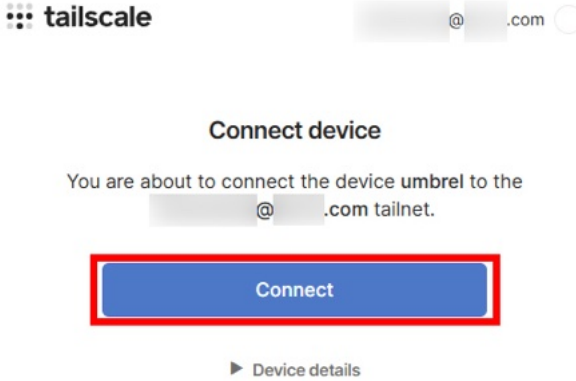 tailscale
@ .com
Connect device
You are about to connect the device umbrel to the
@ .com tailnet.
Connect
Device details